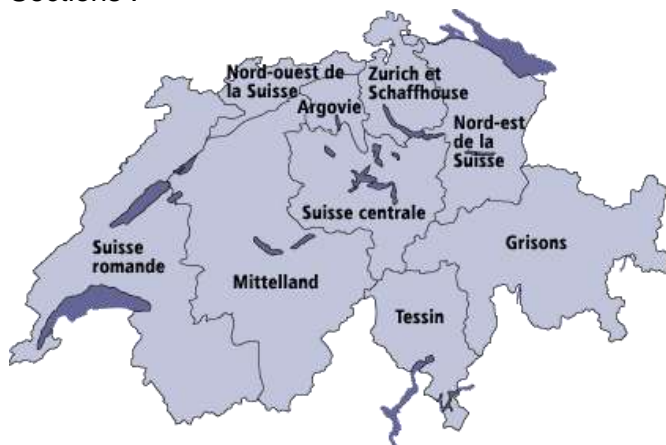 Nord-ouest de
la Suisse
Zurich et
Schaffhouse
Argovie
Nord-est
de la
Suisse
Suisse centrale
Suisse
romande
Grisons
Mittelland
Tessin